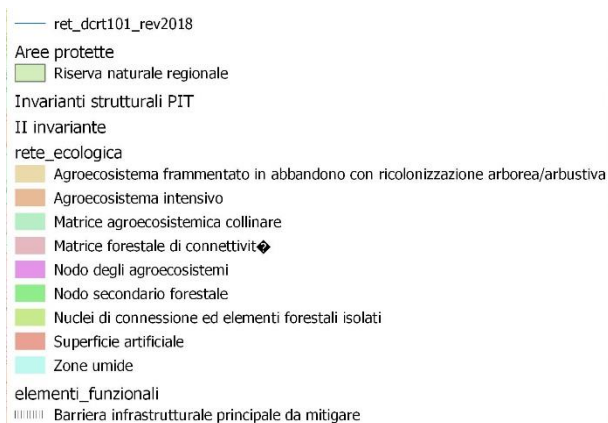 ret_dcrt101_rev2018
Aree protette
Riserva naturale regionale
Invarianti strutturali PIT
II invariante
rete_ecologica
Agroecosistema frammentato in abbandono con ricolonizzazione arborea/arbustiva
Agroecosistema intensivo
Matrice agroecosistemica collinare
Matrice forestale di connettivit�
Nodo degli agroecosistemi
Nodo secondario forestale
Nuclei di connessione ed elementi forestali isolati
Superficie artificiale
Zone umide
elementi_funzionali
Barriera infrastrutturale principale da mitigare